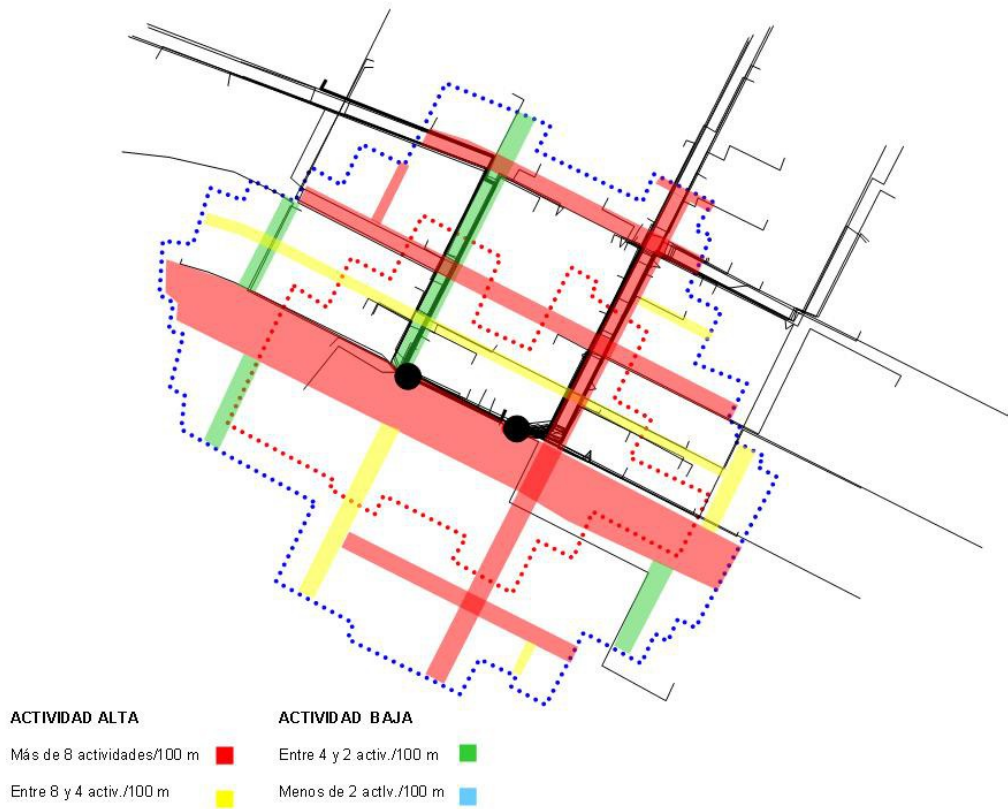 ACTIVIDAD ALTA
Más de 8 actividades/100 m
Entre 8 y 4 activ./100 m
ACTIVIDAD BAJA
Entre 4 y 2 activ./100 m
Menos de 2 activ./100 m